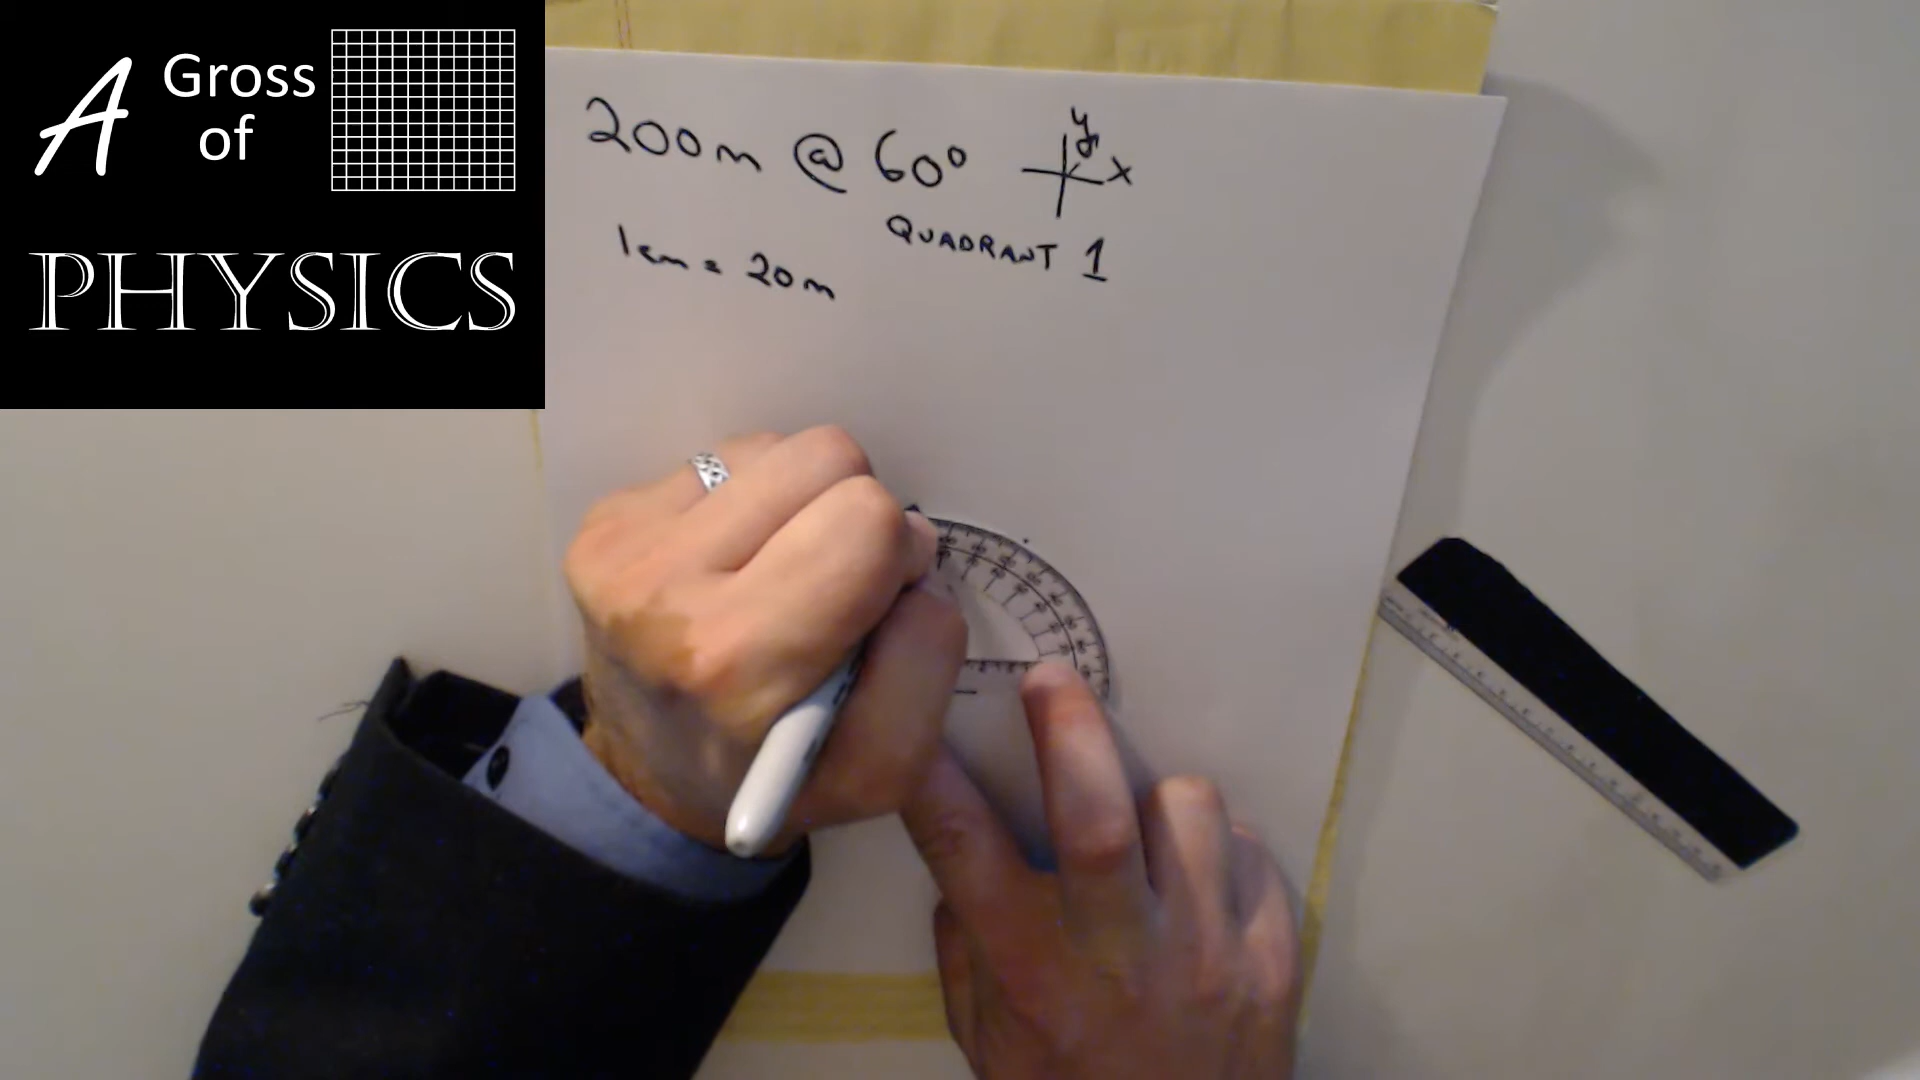 A Gross
of
PHYSICS
200m @ 60° y
x
QUADRANT 1
1cm = 20m